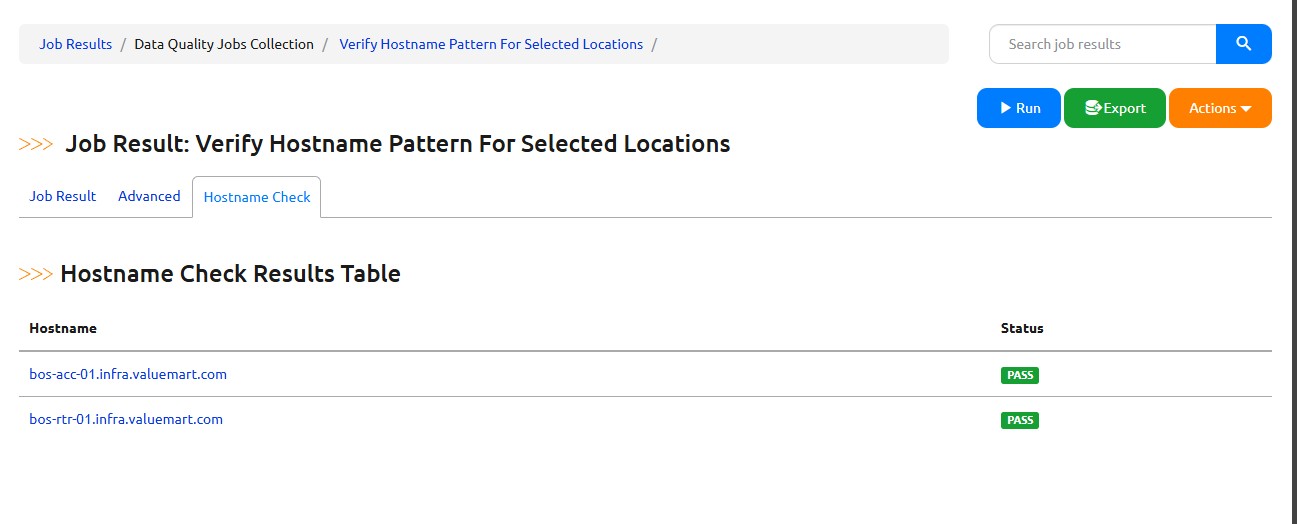 Job Results / Data Quality Jobs Collection / Verify Hostname Pattern For Selected Locations /
Search job results
Run Export Actions
>>> Job Result: Verify Hostname Pattern For Selected Locations
Job Result Advanced Hostname Check
>>> Hostname Check Results Table
Hostname Status
bos-acc-01.infra.valuemart.com PASS
bos-rtr-01.infra.valuemart.com PASS